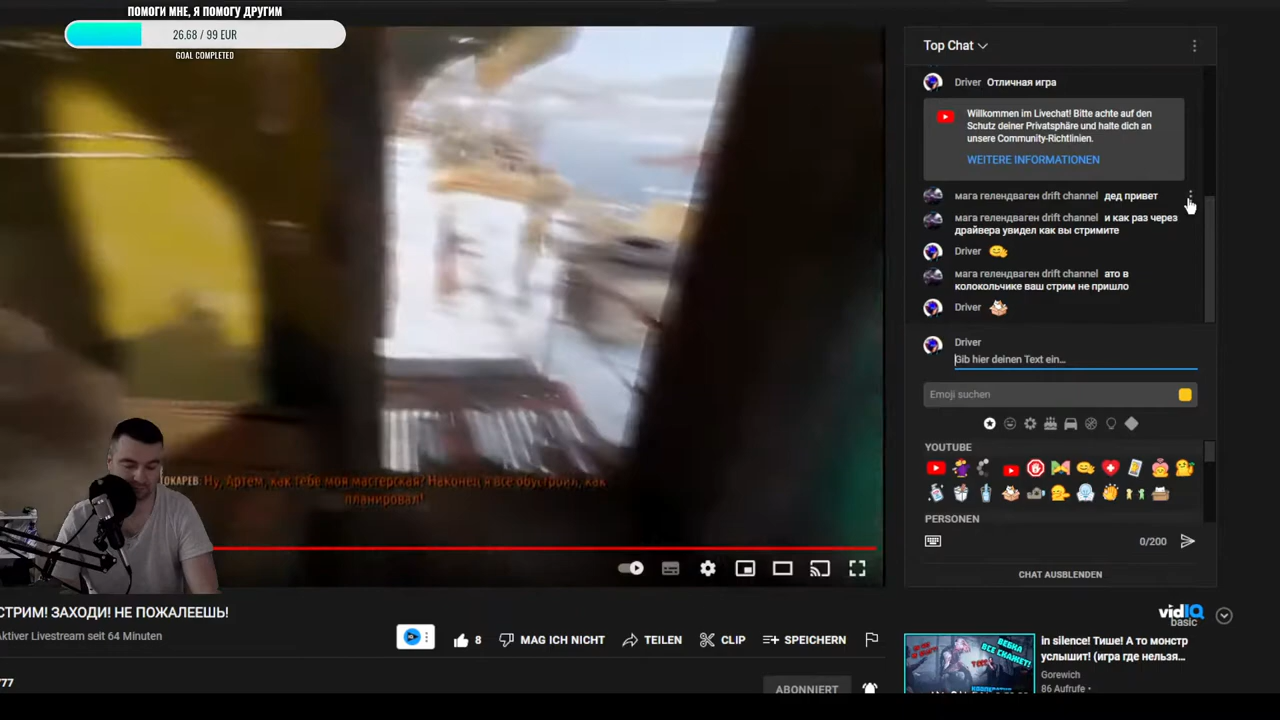 ПОМОГИ МНЕ, Я ПОМОГУ ДРУГИМ
26.68 / 99 EUR
GOAL COMPLETED
Top Chat
Driver Отличная игра
Willkommen im Livechat! Bitte achte auf den
Schutz deiner Privatsphäre und halte dich an
unsere Community-Richtlinien.
WEITERE INFORMATIONEN
мага гелендваген drift channel дед привет
мага гелендваген drift channel и как раз через
драйвера увидел как вы стримите
Driver
мага гелендваген drift channel ато в
колокольчике ваш стрим не пришло
Driver
Driver
Gib hier deinen Text ein...
Emoji suchen
YOUTUBE
PERSONEN
0/200
CHAT AUSBLENDEN
ТОКАРЕВ Ну, Артем, как тебе моя мастерская? Наконец я все обустроил, как
планировал!
СТРИМ! ЗАХОДИ! НЕ ПОЖАЛЕЕШЬ!
Aktiver Livestream seit 64 Minuten
8
MAG ICH NICHT
TEILEN
CLIP
SPEICHERN
777
ABONNIERT
vidIQ
basic
ВЕБКА
ВСЕ СКАЖЕТ!
in silence! Тише! А то монстр
услышит! (игра где нельзя...
Gorewich
86 Aufrufe •